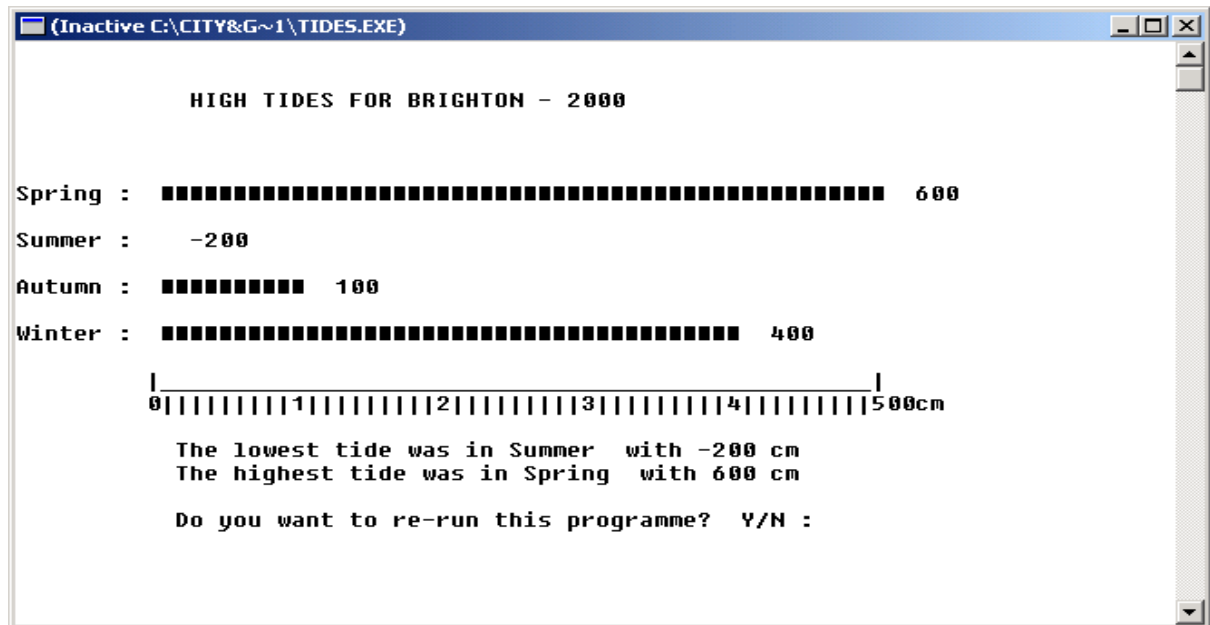 (Inactive C:\CITY&G~1\TIDES.EXE)
HIGH TIDES FOR BRIGHTON - 2000
Spring : ■■■■■■■■■■■■■■■■■■■■■■■■■■■■■■■■■■■■■■■■■■■■■■■■■■ 600
Summer : -200
Autumn : ■■■■■■■■■■ 100
Winter : ■■■■■■■■■■■■■■■■■■■■■■■■■■■■■■■■■■■■■■■■ 400
|_________________________________________________|
0|||||||||1|||||||||2|||||||||3|||||||||4|||||||||500cm
The lowest tide was in Summer with -200 cm
The highest tide was in Spring with 600 cm
Do you want to re-run this programme? Y/N :